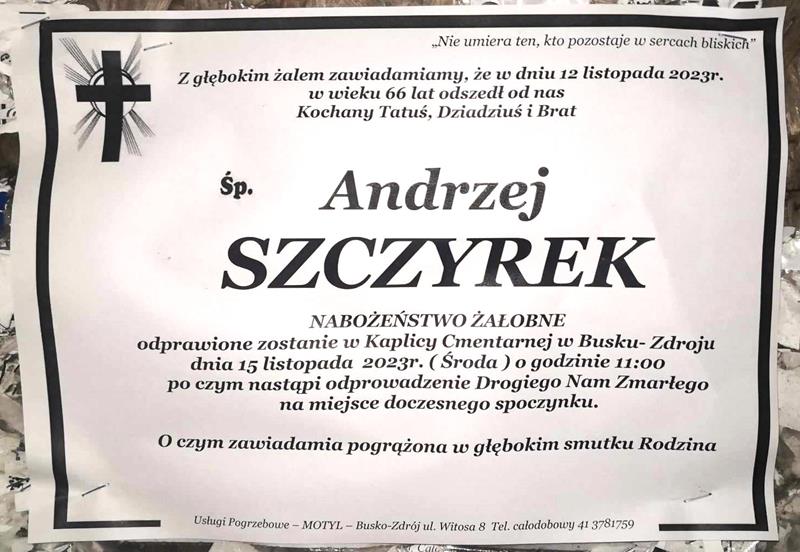 „Nie umiera ten, kto pozostaje w sercach bliskich”
Z głębokim żalem zawiadamiamy, że w dniu 12 listopada 2023r.
w wieku 66 lat odszedł od nas
Kochany Tatuś, Dziadziuś i Brat
Śp. Andrzej
SZCZYREK
NABOŻEŃSTWO ŻAŁOBNE
odprawione zostanie w Kaplicy Cmentarnej w Busku- Zdroju
dnia 15 listopada 2023r. ( Środa ) o godzinie 11:00
po czym nastąpi odprowadzenie Drogiego Nam Zmarłego
na miejsce doczesnego spoczynku.
O czym zawiadamia pogrążona w głębokim smutku Rodzina
Usługi Pogrzebowe – MOTYL – Busko-Zdrój ul. Witosa 8 Tel. całodobowy 41 3781759